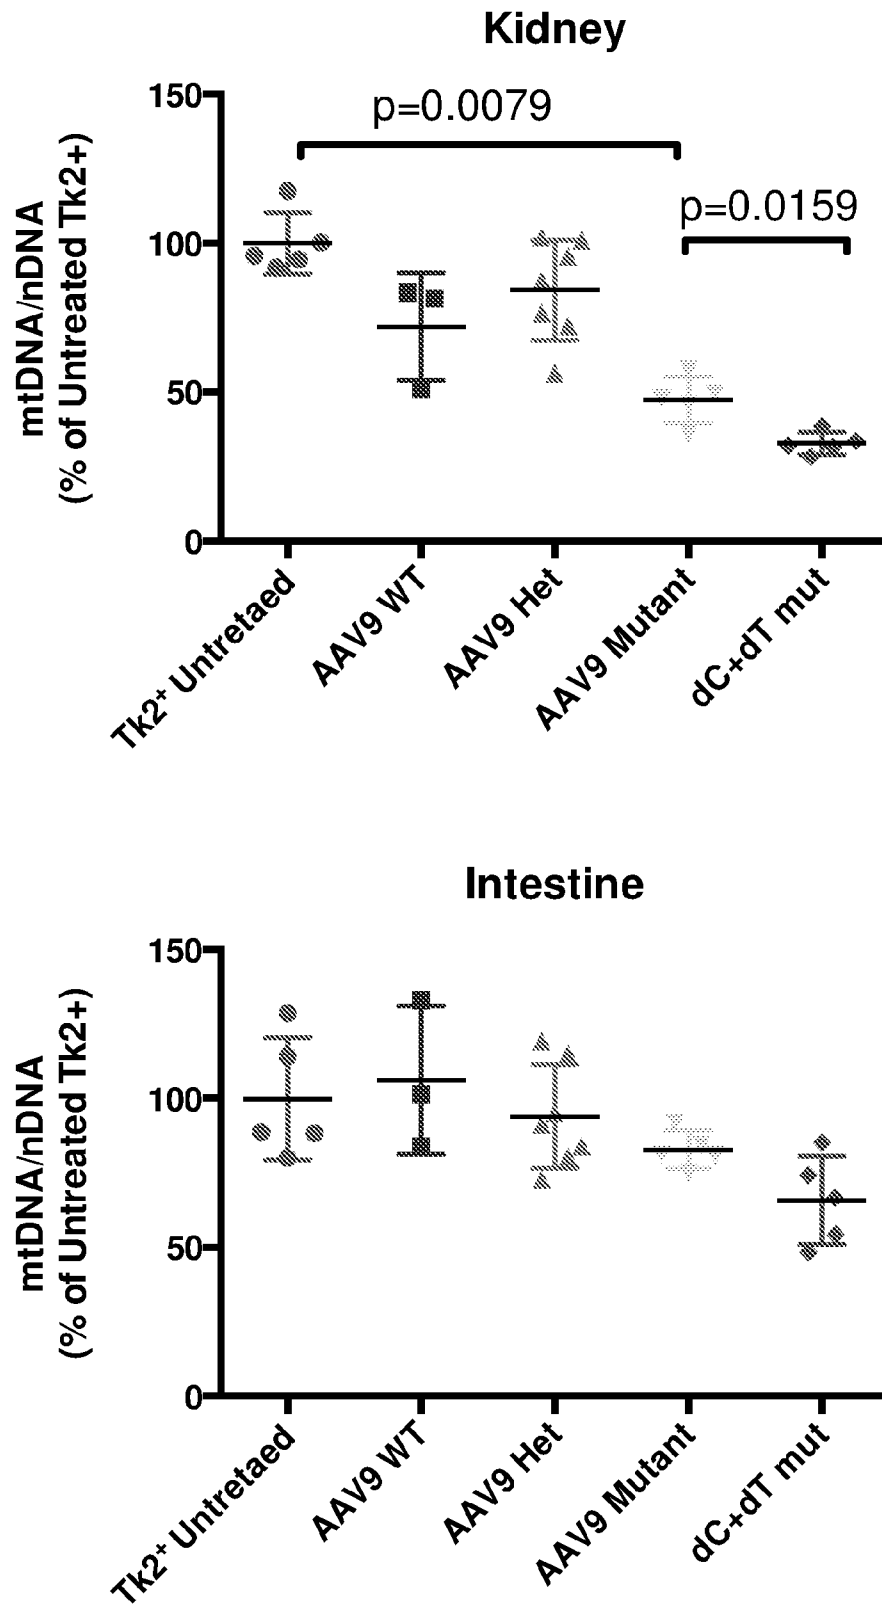 Kidney
mtDNA/nDNA
(% of Untreated Tk2+)
150
100
50
0
p=0.0079
p=0.0159
Tk2⁺ Untretaed
AAV9 WT
AAV9 Het
AAV9 Mutant
dC+dT mut
Intestine
mtDNA/nDNA
(% of Untreated Tk2+)
150
100
50
0
Tk2⁺ Untretaed
AAV9 WT
AAV9 Het
AAV9 Mutant
dC+dT mut